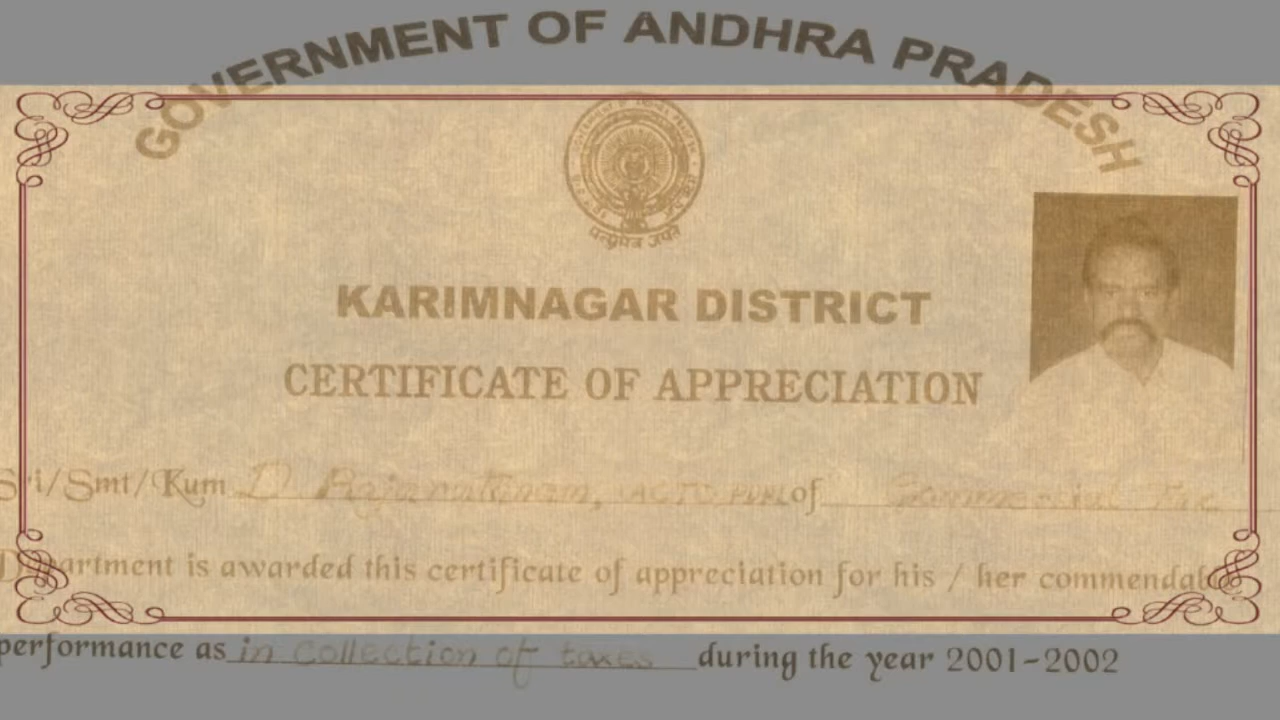 GOVERNMENT OF ANDHRA PRADESH
KARIMNAGAR DISTRICT
CERTIFICATE OF APPRECIATION
Sri/Smt/Kum D Rajaratnam, of Commercial Tax
Department is awarded this certificate of appreciation for his / her commendable
performance as in collection of taxes during the year 2001-2002